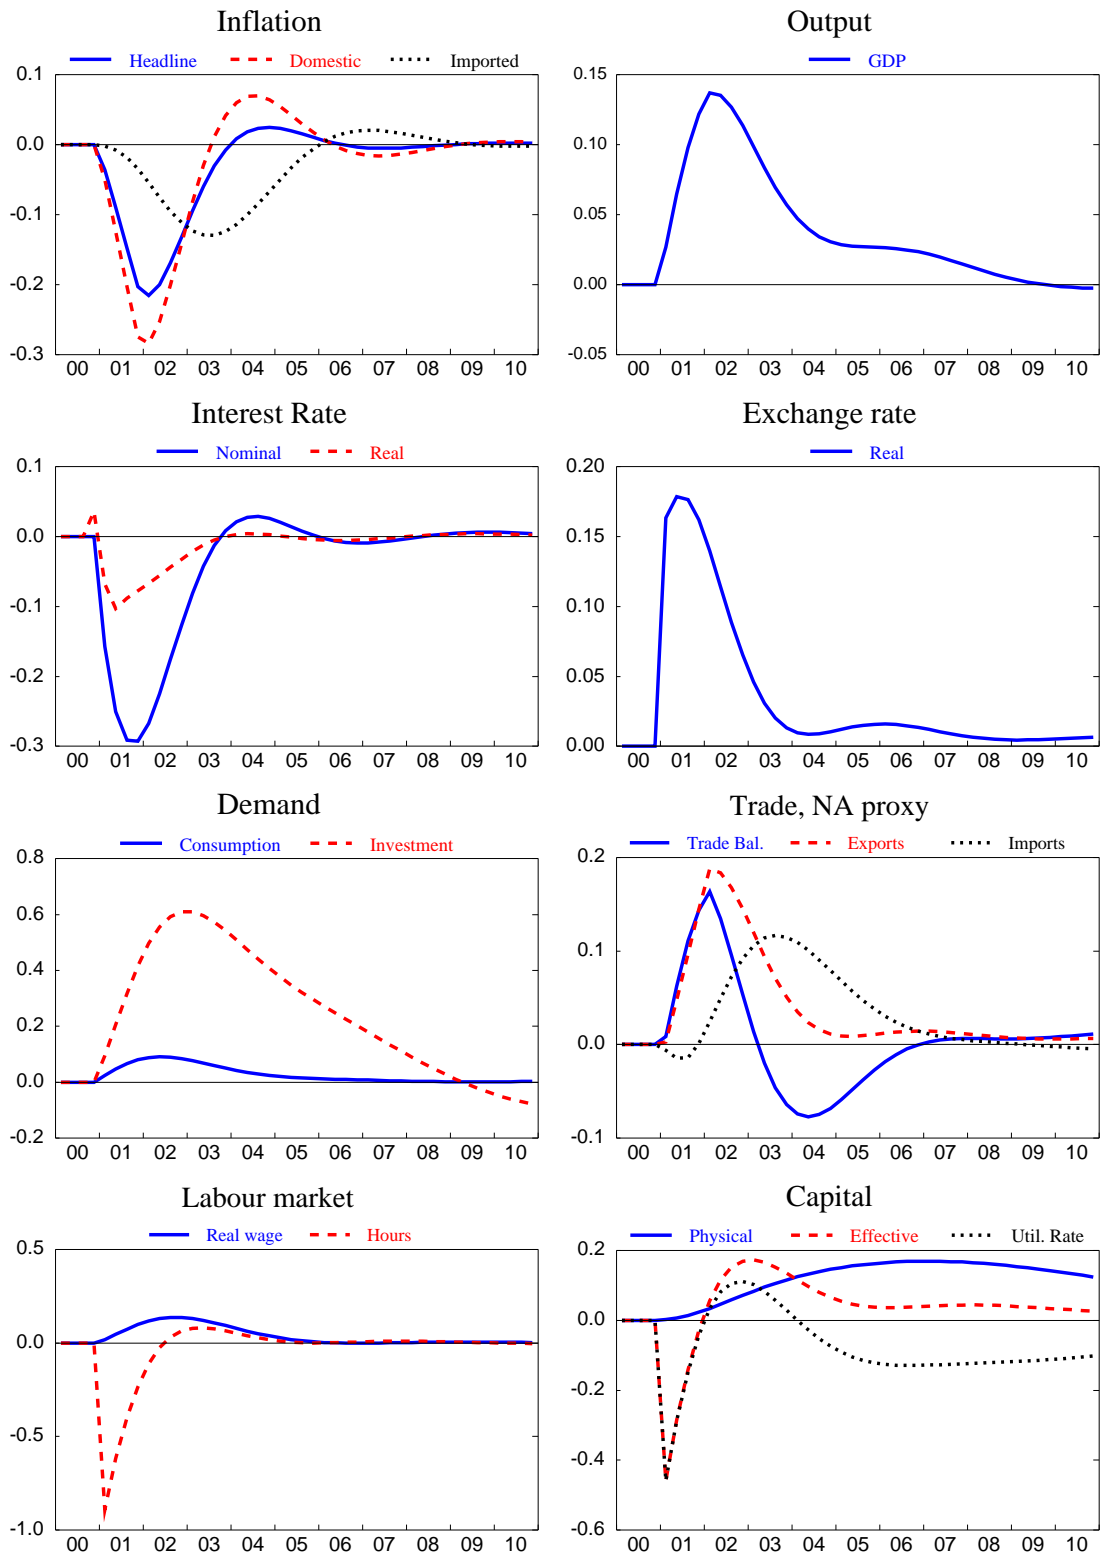 Inflation
Headline Domestic Imported
0.1
0.0
-0.1
-0.2
-0.3
00 01 02 03 04 05 06 07 08 09 10
Output
GDP
0.15
0.10
0.05
0.00
-0.05
00 01 02 03 04 05 06 07 08 09 10
Interest Rate
Nominal Real
0.1
0.0
-0.1
-0.2
-0.3
00 01 02 03 04 05 06 07 08 09 10
Exchange rate
Real
0.20
0.15
0.10
0.05
0.00
00 01 02 03 04 05 06 07 08 09 10
Demand
Consumption Investment
0.8
0.6
0.4
0.2
0.0
-0.2
00 01 02 03 04 05 06 07 08 09 10
Trade, NA proxy
Trade Bal. Exports Imports
0.2
0.1
0.0
-0.1
00 01 02 03 04 05 06 07 08 09 10
Labour market
Real wage Hours
0.5
0.0
-0.5
-1.0
00 01 02 03 04 05 06 07 08 09 10
Capital
Physical Effective Util. Rate
0.2
0.0
-0.2
-0.4
-0.6
00 01 02 03 04 05 06 07 08 09 10